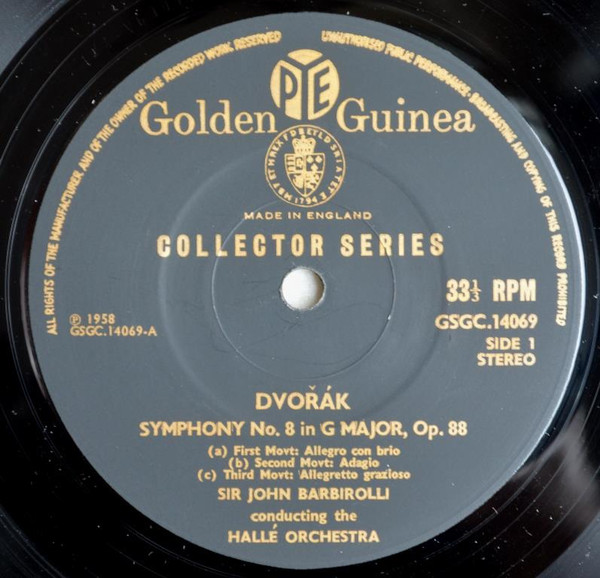 ALL RIGHTS OF THE MANUFACTURER AND OF THE OWNER OF THE RECORDED WORK RESERVED
UNAUTHORISED PUBLIC PERFORMANCE, BROADCASTING AND COPYING OF THIS RECORD PROHIBITED
PYE
Golden Guinea
MADE IN ENGLAND
COLLECTOR SERIES
33⅓ RPM
℗ 1958
GSGC.14069-A
GSGC.14069
SIDE 1
STEREO
DVOŘÁK
SYMPHONY No. 8 in G MAJOR, Op. 88
(a) First Movt: Allegro con brio
(b) Second Movt: Adagio
(c) Third Movt: Allegretto grazioso
SIR JOHN BARBIROLLI
conducting the
HALLÉ ORCHESTRA